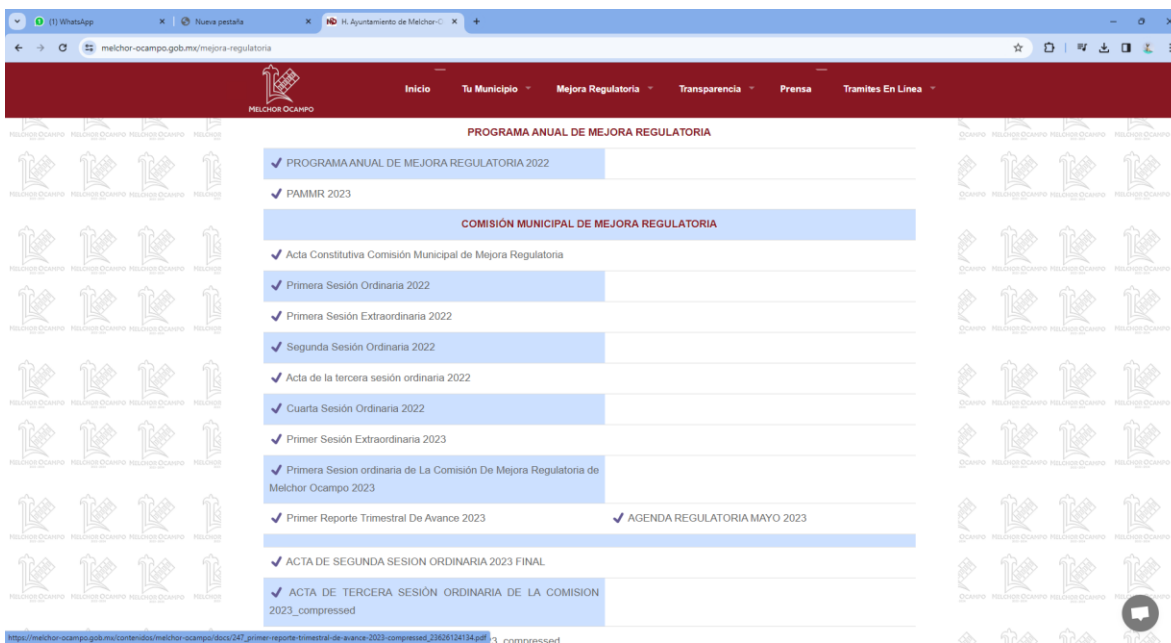 (1) WhatsApp
Nueva pestaña
H. Ayuntamiento de Melchor-O
melchor-ocampo.gob.mx/mejora-regulatoria
MELCHOR OCAMPO
Inicio
Tu Municipio
Mejora Regulatoria
Transparencia
Prensa
Tramites En Línea
PROGRAMA ANUAL DE MEJORA REGULATORIA
PROGRAMA ANUAL DE MEJORA REGULATORIA 2022
PAMMR 2023
COMISIÓN MUNICIPAL DE MEJORA REGULATORIA
Acta Constitutiva Comisión Municipal de Mejora Regulatoria
Primera Sesión Ordinaria 2022
Primera Sesión Extraordinaria 2022
Segunda Sesión Ordinaria 2022
Acta de la tercera sesión ordinaria 2022
Cuarta Sesión Ordinaria 2022
Primer Sesión Extraordinaria 2023
Primera Sesion ordinaria de La Comisión De Mejora Regulatoria de
Melchor Ocampo 2023
Primer Reporte Trimestral De Avance 2023
AGENDA REGULATORIA MAYO 2023
ACTA DE SEGUNDA SESION ORDINARIA 2023 FINAL
ACTA DE TERCERA SESIÓN ORDINARIA DE LA COMISION
2023_compressed
https://melchor-ocampo.gob.mx/contenidos/melchor-ocampo/docs/247_primer-reporte-trimestral-de-avance-2023-compressed_23626124134.pdf
3_compressed